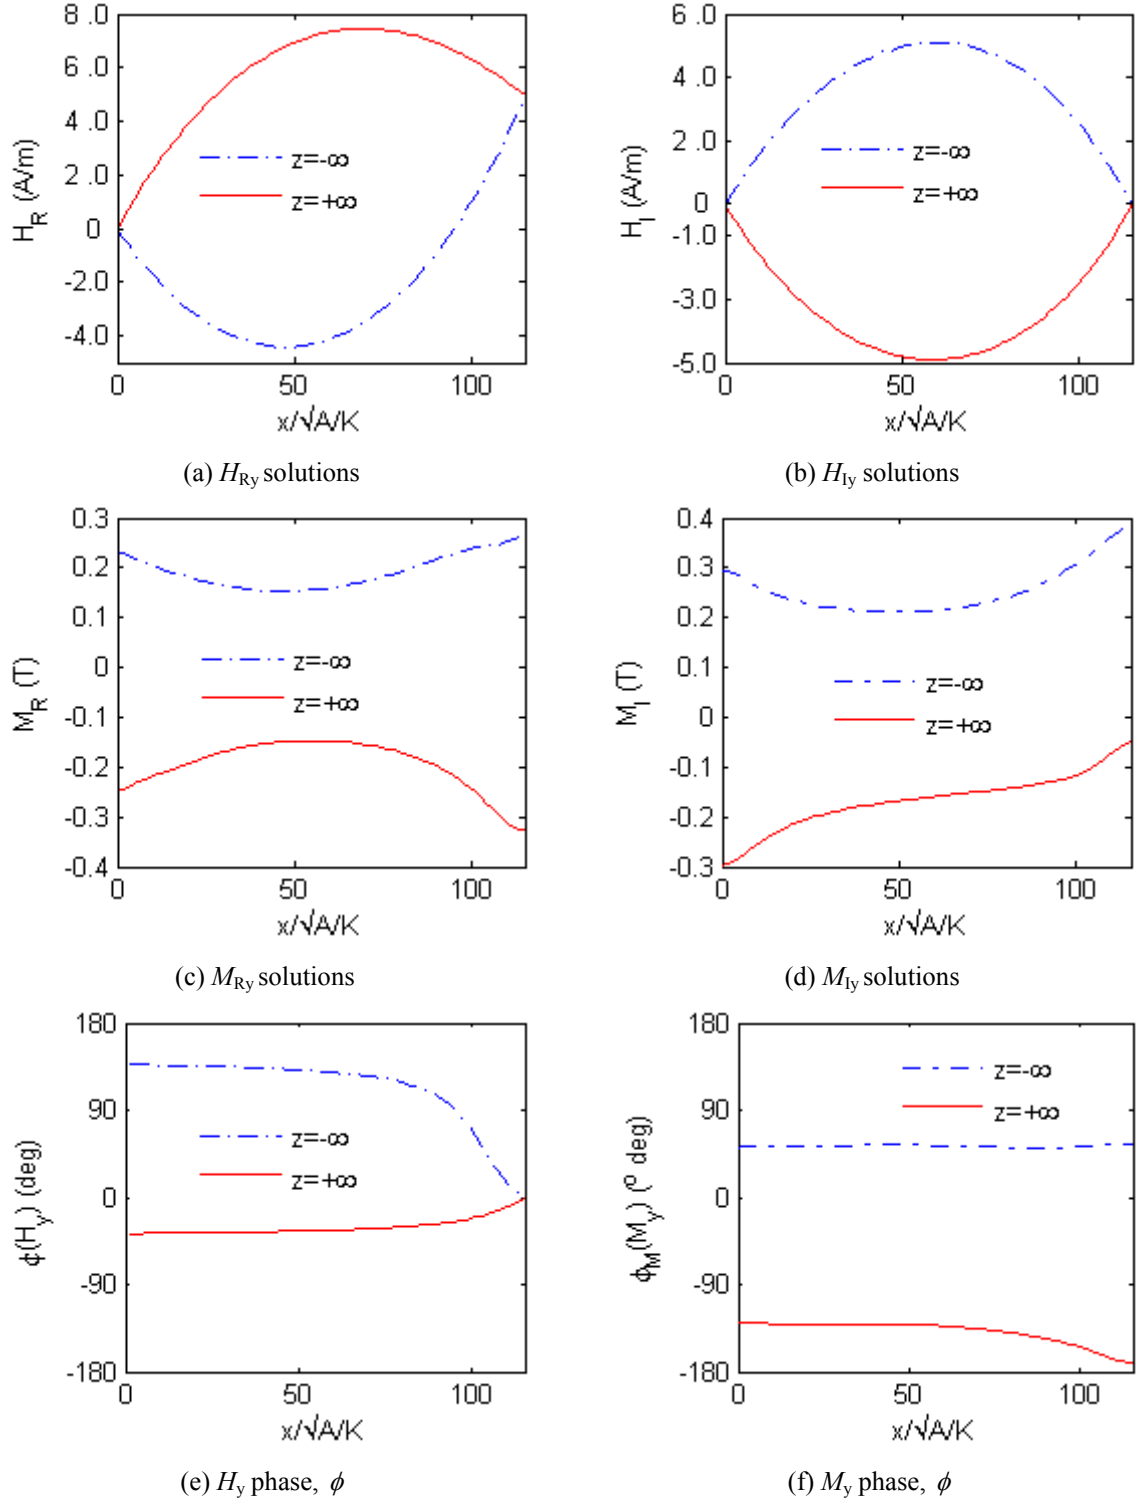 8.0
6.0
4.0
2.0
0
-2.0
-4.0
H_R (A/m)
z=-∞
z=+∞
0 50 100
x/√A/K
(a) H_Ry solutions
6.0
4.0
2.0
0
-1.0
-3.0
-5.0
H_I (A/m)
z=-∞
z=+∞
0 50 100
x/√A/K
(b) H_Iy solutions
0.3
0.2
0.1
0
-0.1
-0.2
-0.3
-0.4
M_R (T)
z=-∞
z=+∞
0 50 100
x/√A/K
(c) M_Ry solutions
0.4
0.3
0.2
0.1
0
-0.1
-0.2
-0.3
M_I (T)
z=-∞
z=+∞
0 50 100
x/√A/K
(d) M_Iy solutions
180
90
0
-90
-180
ϕ(H_y) (deg)
z=-∞
z=+∞
0 50 100
x/√A/K
(e) H_y phase, ϕ
180
90
0
-90
-180
ϕ_M(M_y) (º deg)
z=-∞
z=+∞
0 50 100
x/√A/K
(f) M_y phase, ϕ